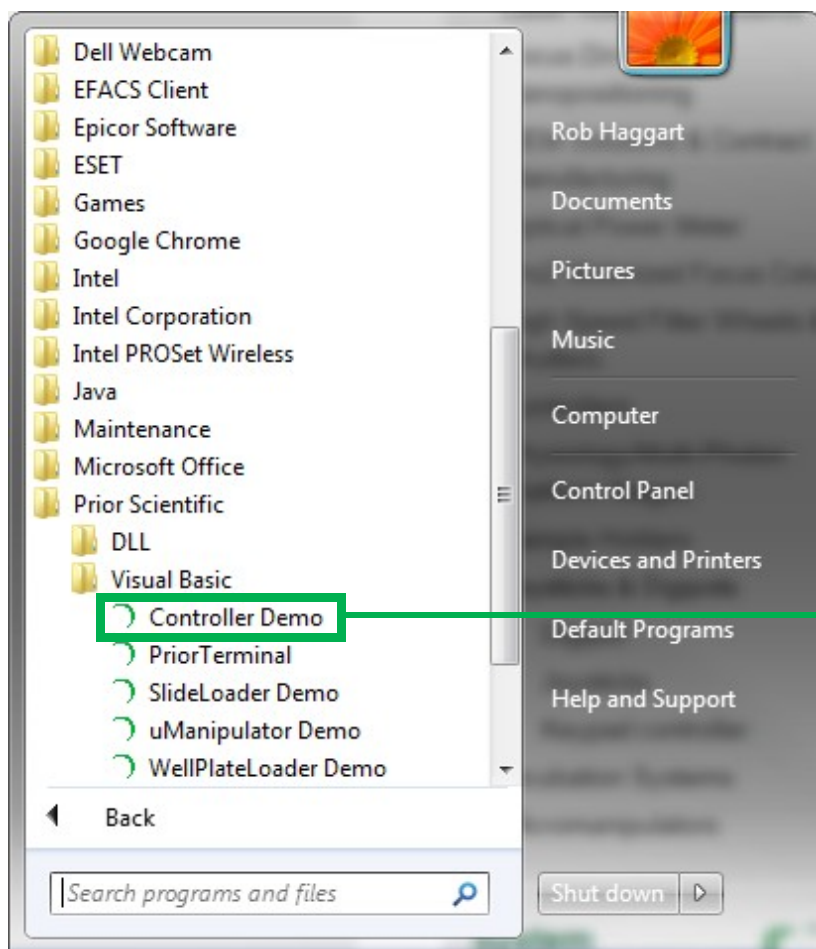 Dell Webcam
EFACS Client
Epicor Software
ESET
Games
Google Chrome
Intel
Intel Corporation
Intel PROSet Wireless
Java
Maintenance
Microsoft Office
Prior Scientific
DLL
Visual Basic
Controller Demo
PriorTerminal
SlideLoader Demo
uManipulator Demo
WellPlateLoader Demo
Back
Search programs and files
Rob Haggart
Documents
Pictures
Music
Computer
Control Panel
Devices and Printers
Default Programs
Help and Support
Shut down